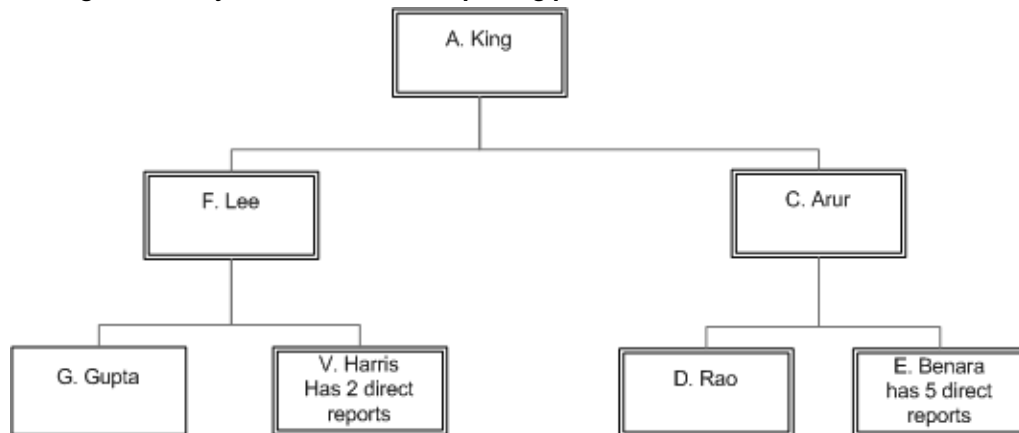 A. King
F. Lee
C. Arur
G. Gupta
V. Harris
Has 2 direct
reports
D. Rao
E. Benara
has 5 direct
reports